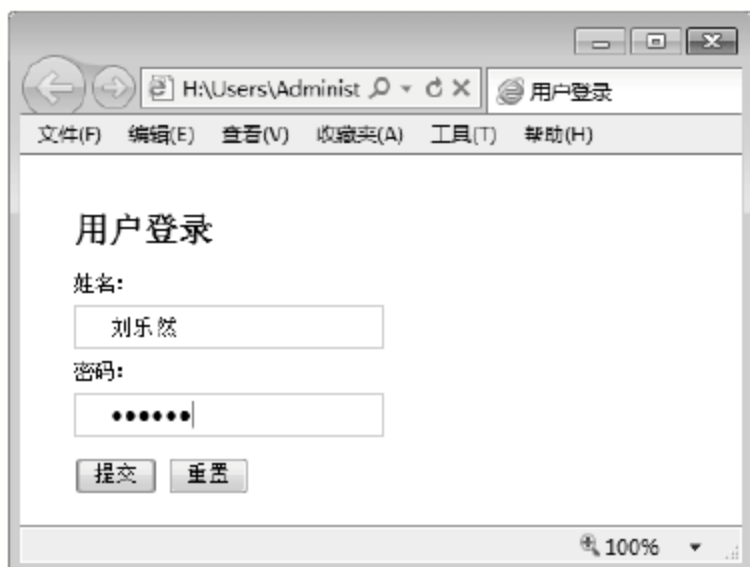 H:\Users\Administ
用户登录
文件(F) 编辑(E) 查看(V) 收藏夹(A) 工具(T) 帮助(H)
用户登录
姓名:
刘乐然
密码:
••••••
提交 重置
100%